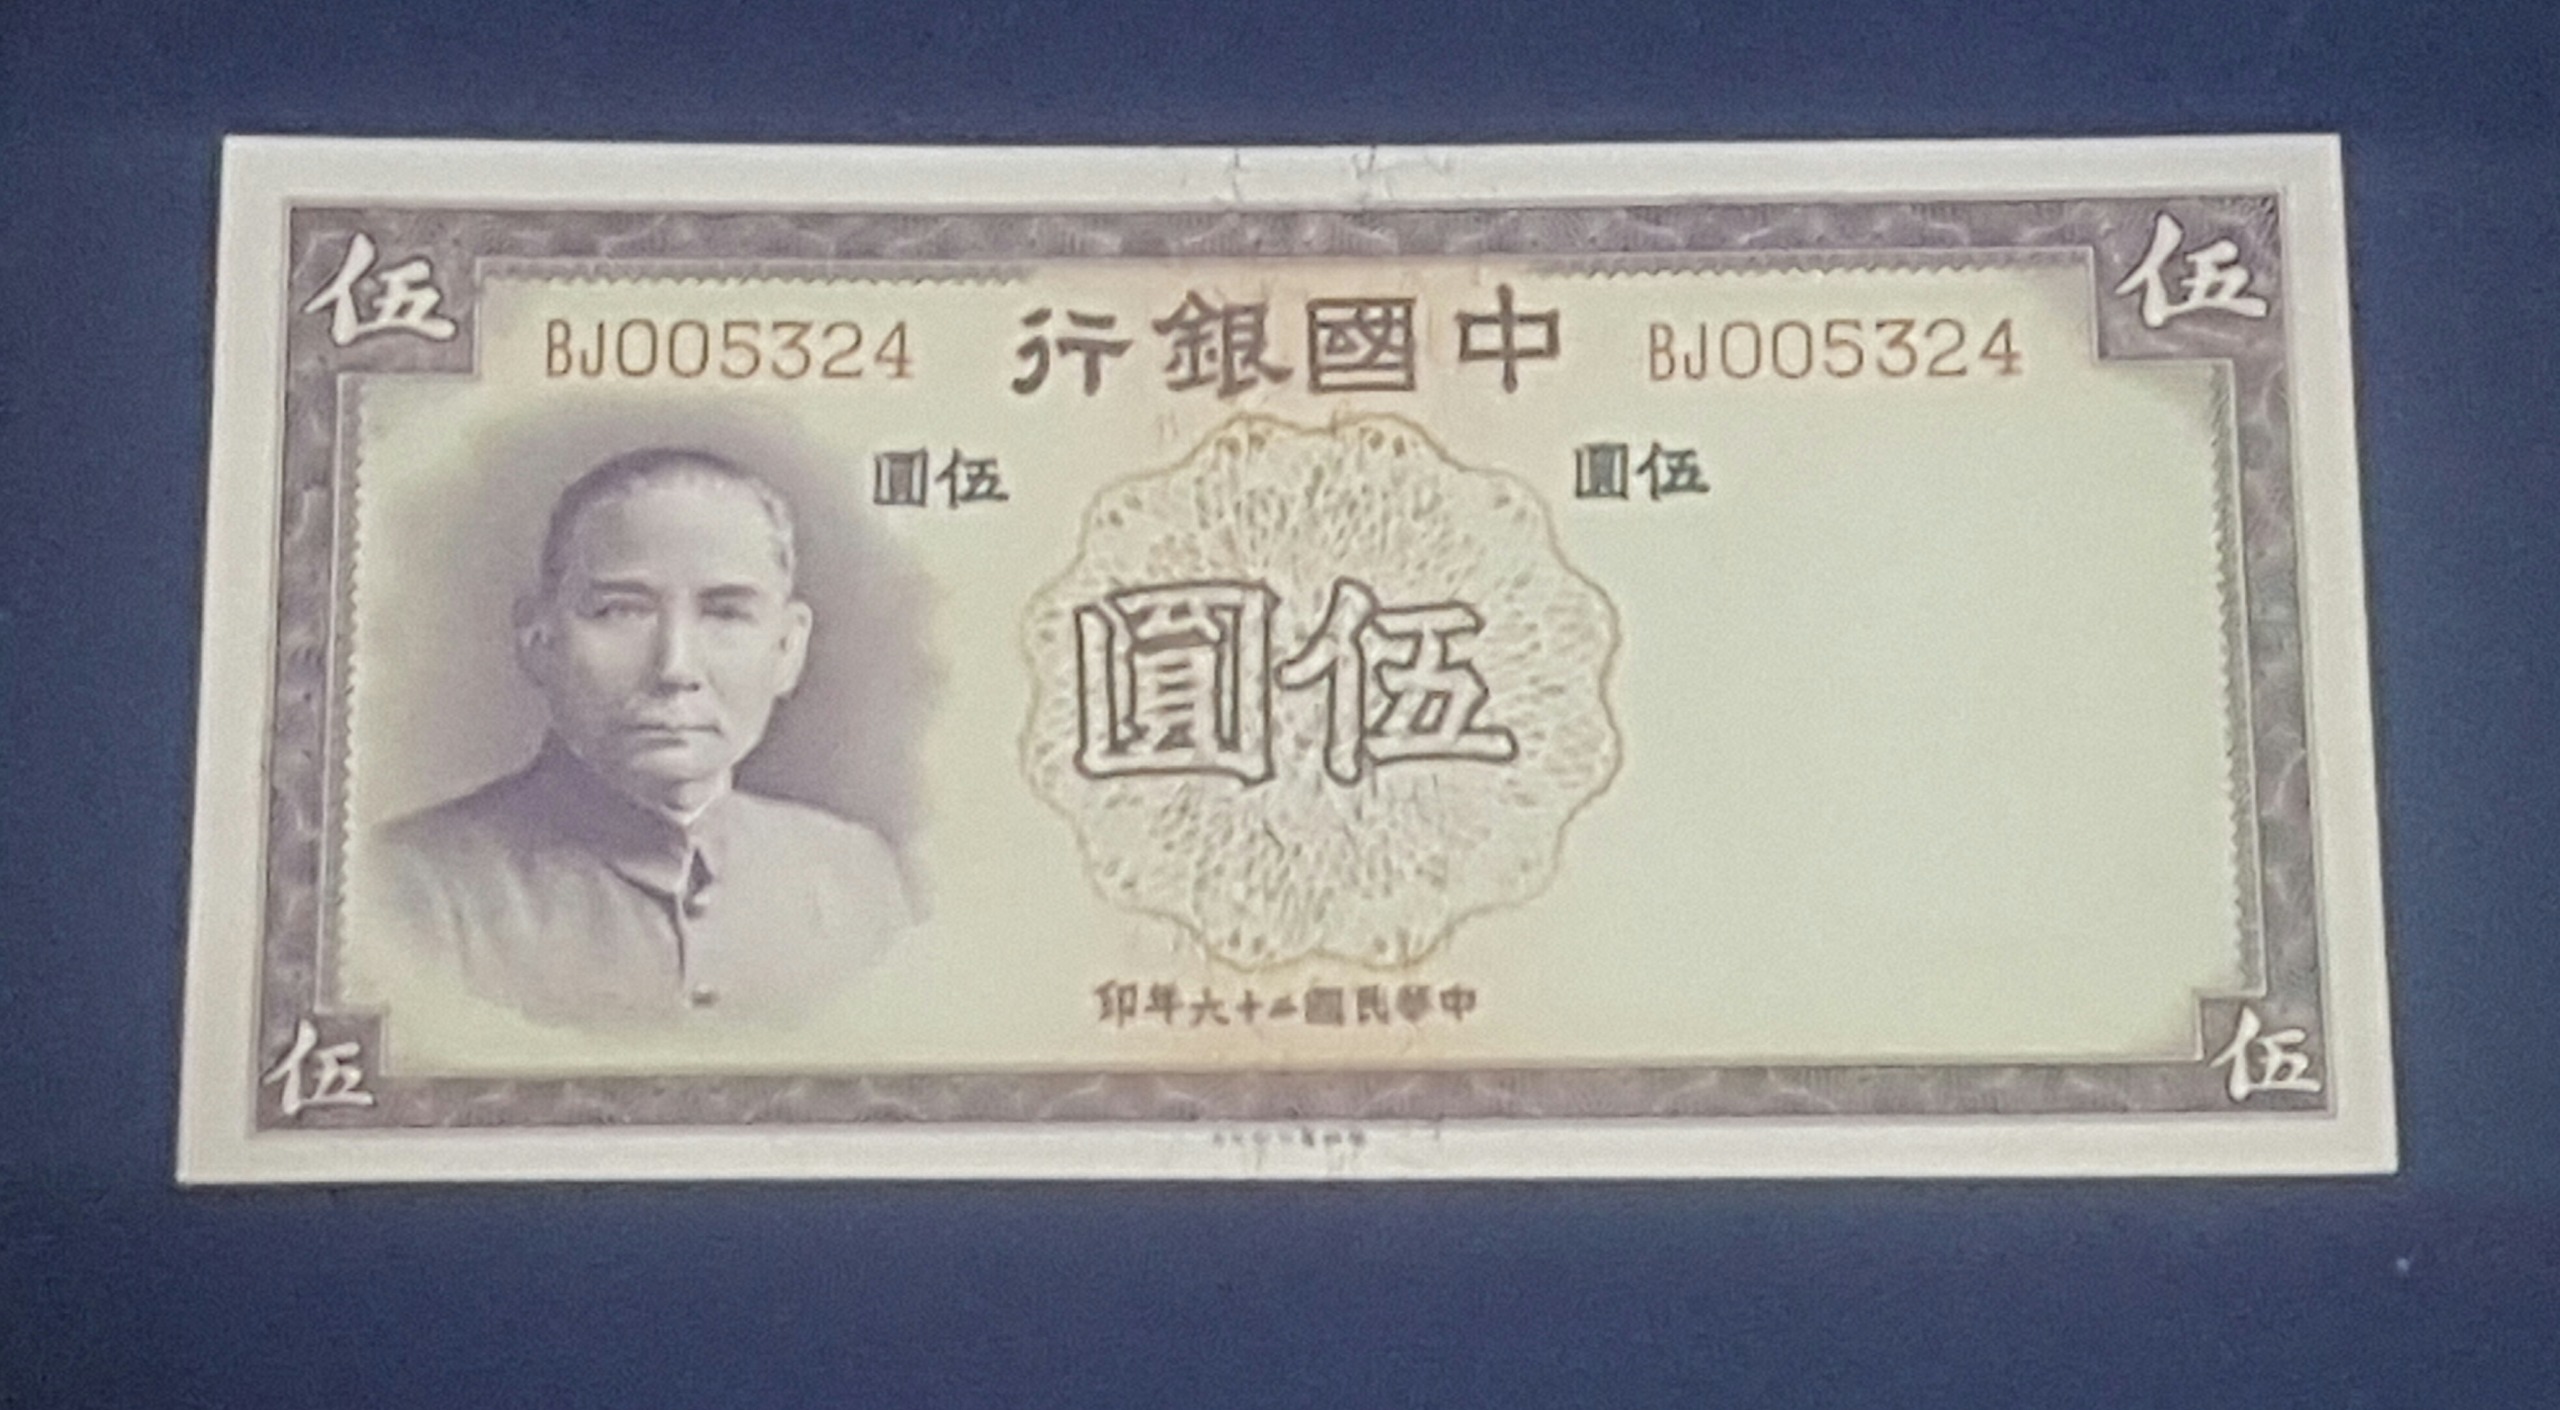 伍
伍
BJ005324
中國銀行
BJ005324
伍圓
伍圓
伍圓
中華民國二十六年印
伍
伍